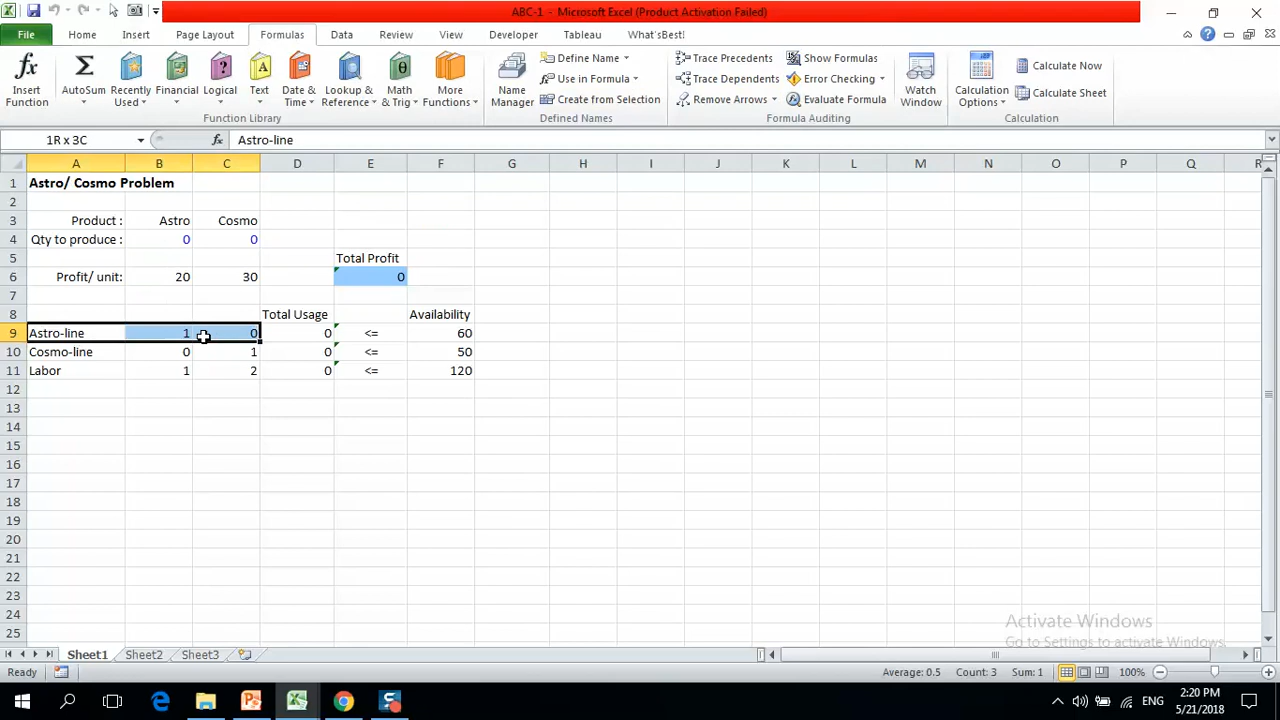 ABC-1 - Microsoft Excel (Product Activation Failed)
File Home Insert Page Layout Formulas Data Review View Developer Tableau What'sBest!
fx Insert Function
Σ AutoSum
Recently Used
Financial
Logical
Text
Date & Time
Lookup & Reference
Math & Trig
More Functions
Function Library
Name Manager
Define Name
Use in Formula
Create from Selection
Defined Names
Trace Precedents
Trace Dependents
Remove Arrows
Show Formulas
Error Checking
Evaluate Formula
Formula Auditing
Watch Window
Calculation Options
Calculate Now
Calculate Sheet
Calculation
1R x 3C fx Astro-line
A B C D E F G H I J K L M N O P Q R
1 Astro/ Cosmo Problem
2
3 Product : Astro Cosmo
4 Qty to produce : 0 0
5 Total Profit
6 Profit/ unit: 20 30 0
7
8 Total Usage Availability
9 Astro-line 1 0 0 <= 60
10 Cosmo-line 0 1 0 <= 50
11 Labor 1 2 0 <= 120
12
13
14
15
16
17
18
19
20
21
22
23
24
25
Activate Windows
Go to Settings to activate Windows.
Sheet1 Sheet2 Sheet3
Ready Average: 0.5 Count: 3 Sum: 1 100%
ENG 2:20 PM
5/21/2018